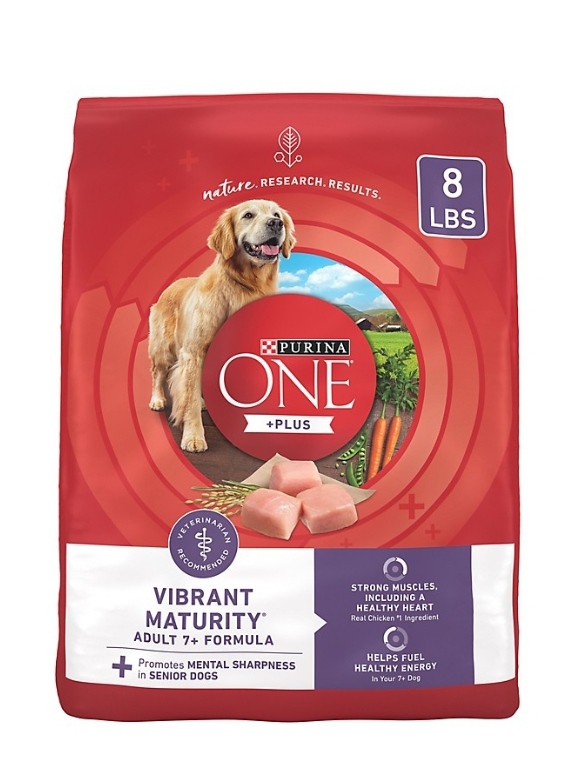 nature. RESEARCH. RESULTS.
8
LBS
PURINA
ONE®
+PLUS
VETERINARIAN
RECOMMENDED
VIBRANT
MATURITY®
ADULT 7+ FORMULA
Promotes MENTAL SHARPNESS
in SENIOR DOGS
STRONG MUSCLES,
INCLUDING A
HEALTHY HEART
Real Chicken #1 Ingredient
HELPS FUEL
HEALTHY ENERGY
In Your 7+ Dog